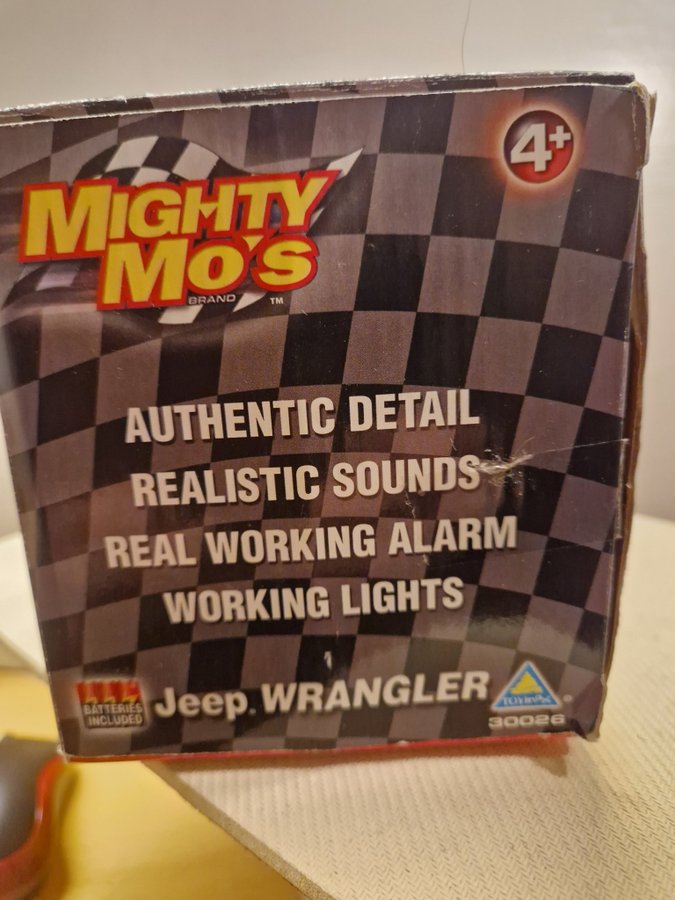 4+
MIGHTY
MO'S
BRAND
TM
AUTHENTIC DETAIL
REALISTIC SOUNDS
REAL WORKING ALARM
WORKING LIGHTS
BATTERIES
INCLUDED
Jeep® WRANGLER
TOYinPlay ®
30026